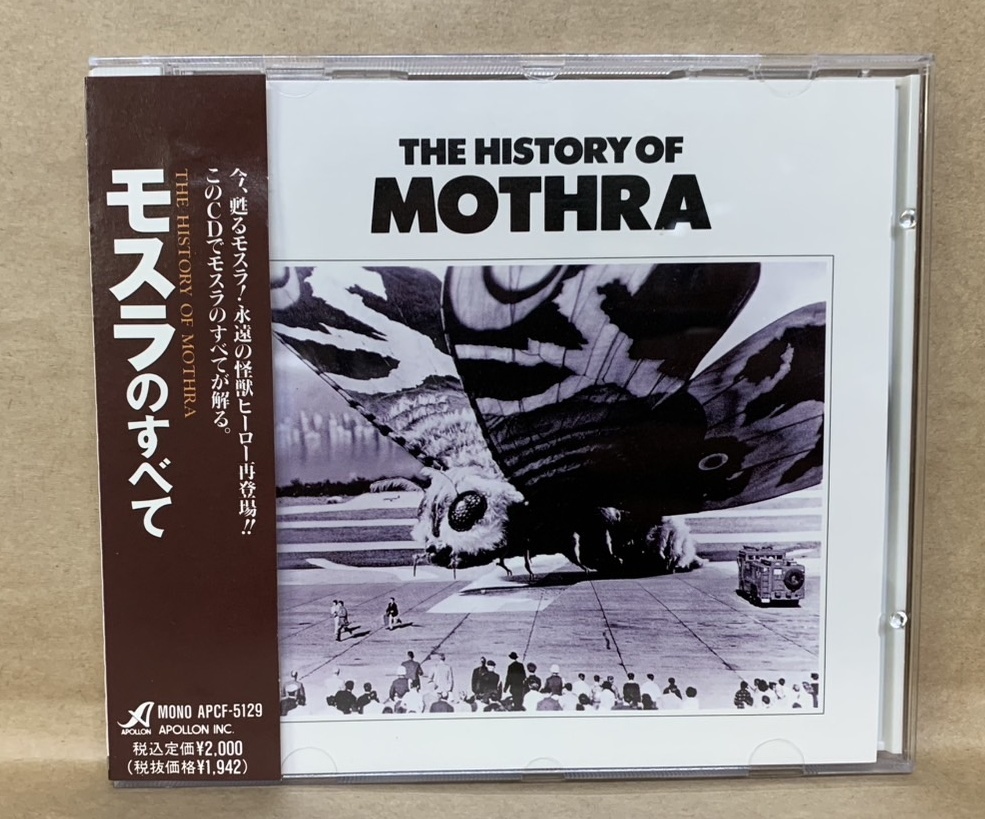 THE HISTORY OF
MOTHRA
今、甦るモスラ!永遠の怪獣ヒーロー再登場!!
このCDでモスラのすべてが解る。
THE HISTORY OF MOTHRA
モスラのすべて
APOLLON
MONO APCF-5129
APOLLON INC.
税込定価¥2,000
(税抜価格¥1,942)